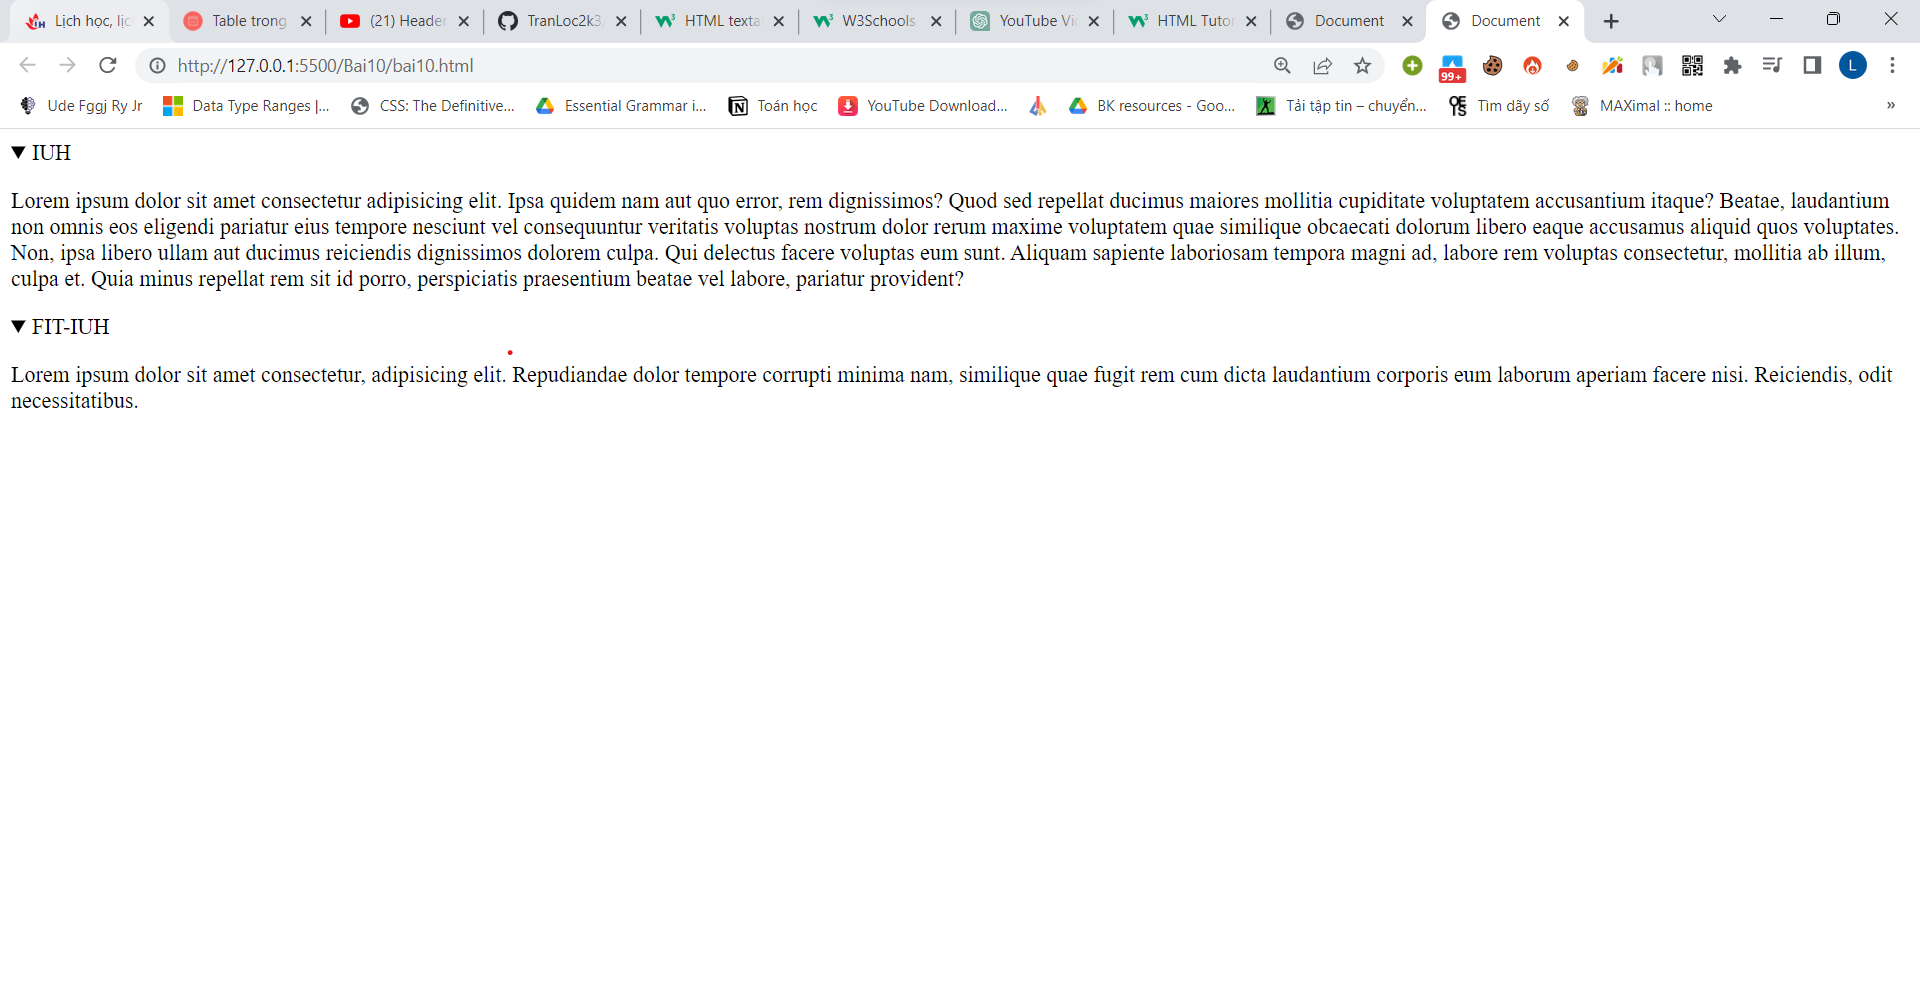 Lịch học, lịc
Table trong
(21) Header
TranLoc2k3/
HTML texta
W3Schools
YouTube Vi
HTML Tutor
Document
Document
http://127.0.0.1:5500/Bai10/bai10.html
99+
L
Ude Fggj Ry Jr
Data Type Ranges |...
CSS: The Definitive...
Essential Grammar i...
Toán học
YouTube Download...
BK resources - Goo...
Tải tập tin – chuyển...
Tìm dãy số
MAXimal :: home
»
IUH
Lorem ipsum dolor sit amet consectetur adipisicing elit. Ipsa quidem nam aut quo error, rem dignissimos? Quod sed repellat ducimus maiores mollitia cupiditate voluptatem accusantium itaque? Beatae, laudantium
non omnis eos eligendi pariatur eius tempore nesciunt vel consequuntur veritatis voluptas nostrum dolor rerum maxime voluptatem quae similique obcaecati dolorum libero eaque accusamus aliquid quos voluptates.
Non, ipsa libero ullam aut ducimus reiciendis dignissimos dolorem culpa. Qui delectus facere voluptas eum sunt. Aliquam sapiente laboriosam tempora magni ad, labore rem voluptas consectetur, mollitia ab illum,
culpa et. Quia minus repellat rem sit id porro, perspiciatis praesentium beatae vel labore, pariatur provident?
FIT-IUH
Lorem ipsum dolor sit amet consectetur, adipisicing elit. Repudiandae dolor tempore corrupti minima nam, similique quae fugit rem cum dicta laudantium corporis eum laborum aperiam facere nisi. Reiciendis, odit
necessitatibus.